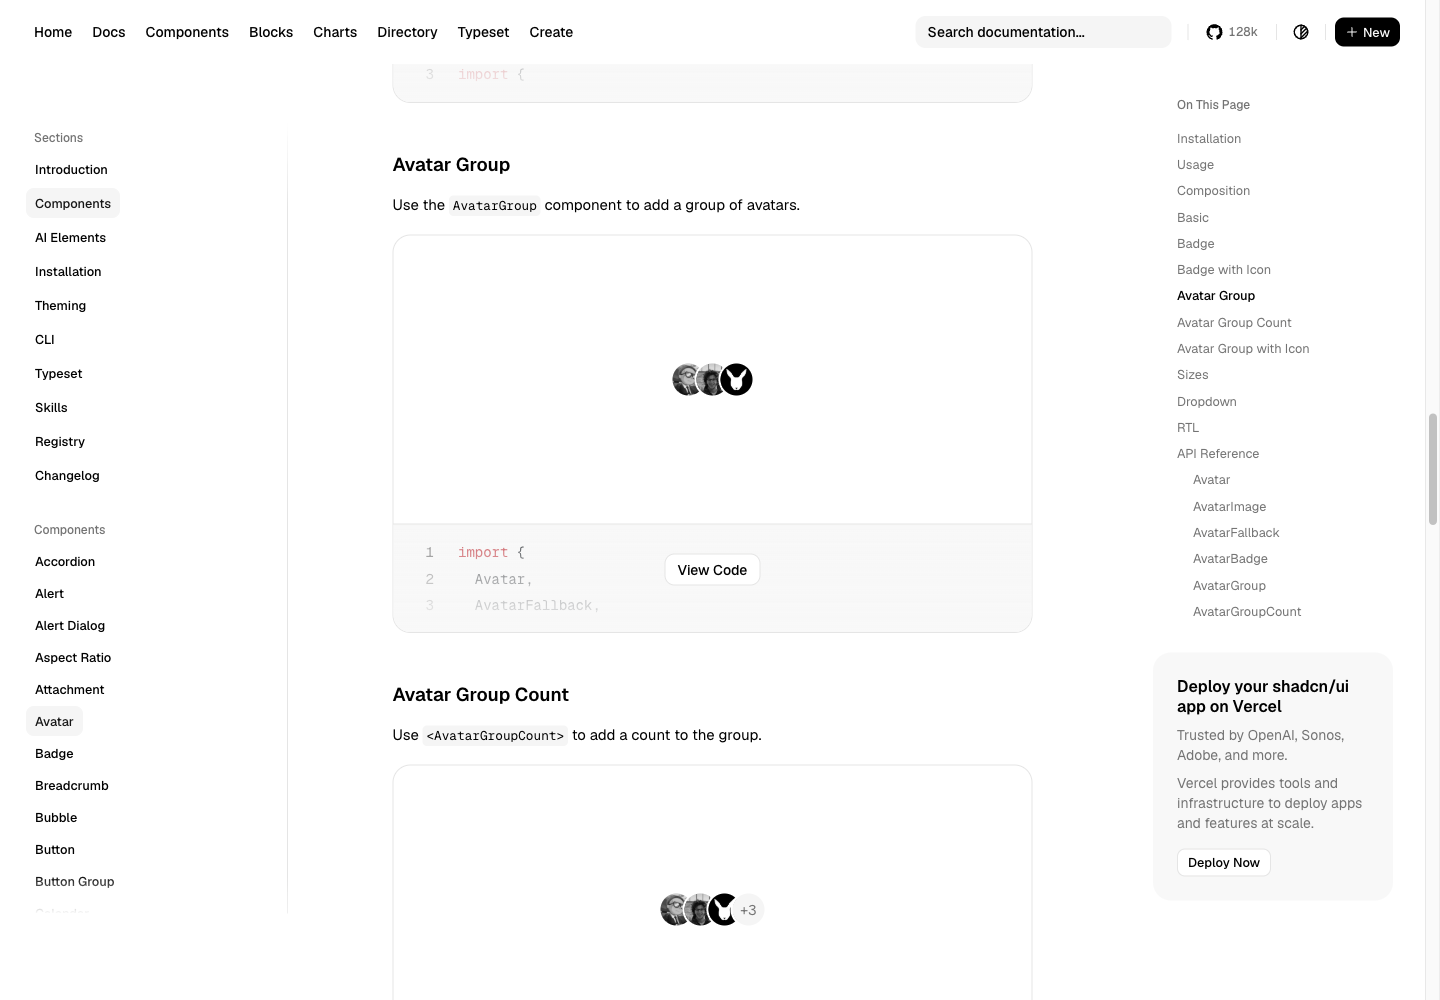 Home Docs Components Blocks Charts Directory Typeset Create
Search documentation...
128k
New
Sections
Introduction
Components
AI Elements
Installation
Theming
CLI
Typeset
Skills
Registry
Changelog
Components
Accordion
Alert
Alert Dialog
Aspect Ratio
Attachment
Avatar
Badge
Breadcrumb
Bubble
Button
Button Group
Calendar
3 import {
Avatar Group
Use the AvatarGroup component to add a group of avatars.
1 import {
2 Avatar,
3 AvatarFallback,
View Code
Avatar Group Count
Use <AvatarGroupCount> to add a count to the group.
+3
On This Page
Installation
Usage
Composition
Basic
Badge
Badge with Icon
Avatar Group
Avatar Group Count
Avatar Group with Icon
Sizes
Dropdown
RTL
API Reference
Avatar
AvatarImage
AvatarFallback
AvatarBadge
AvatarGroup
AvatarGroupCount
Deploy your shadcn/ui
app on Vercel
Trusted by OpenAI, Sonos,
Adobe, and more.
Vercel provides tools and
infrastructure to deploy apps
and features at scale.
Deploy Now